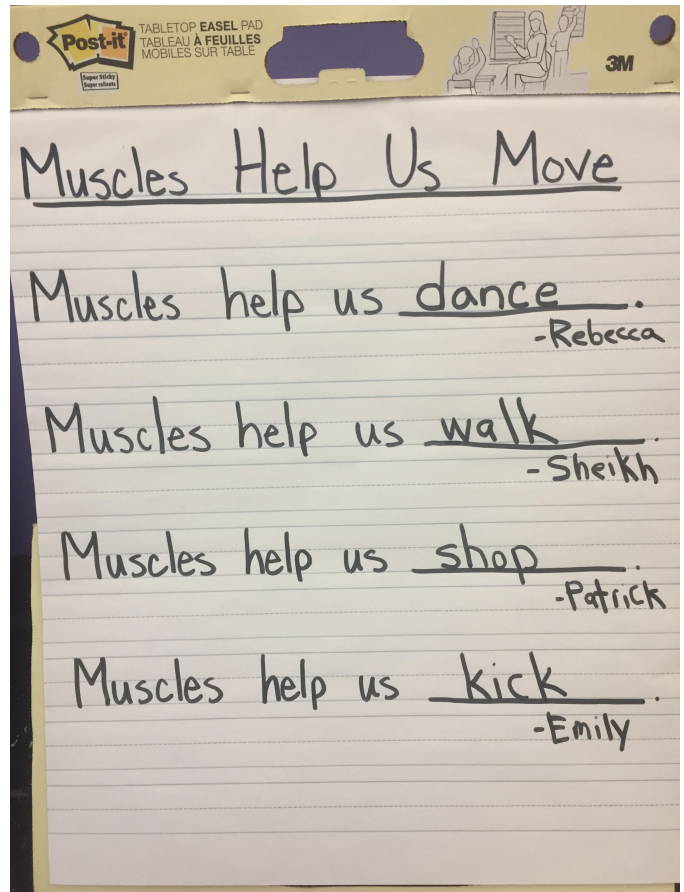 Post-it
Super Sticky
Super collants
TABLETOP EASEL PAD
TABLEAU À FEUILLES
MOBILES SUR TABLE
3M
Muscles Help Us Move
Muscles help us dance.
-Rebecca
Muscles help us walk.
-Sheikh
Muscles help us shop.
-Patrick
Muscles help us kick.
-Emily